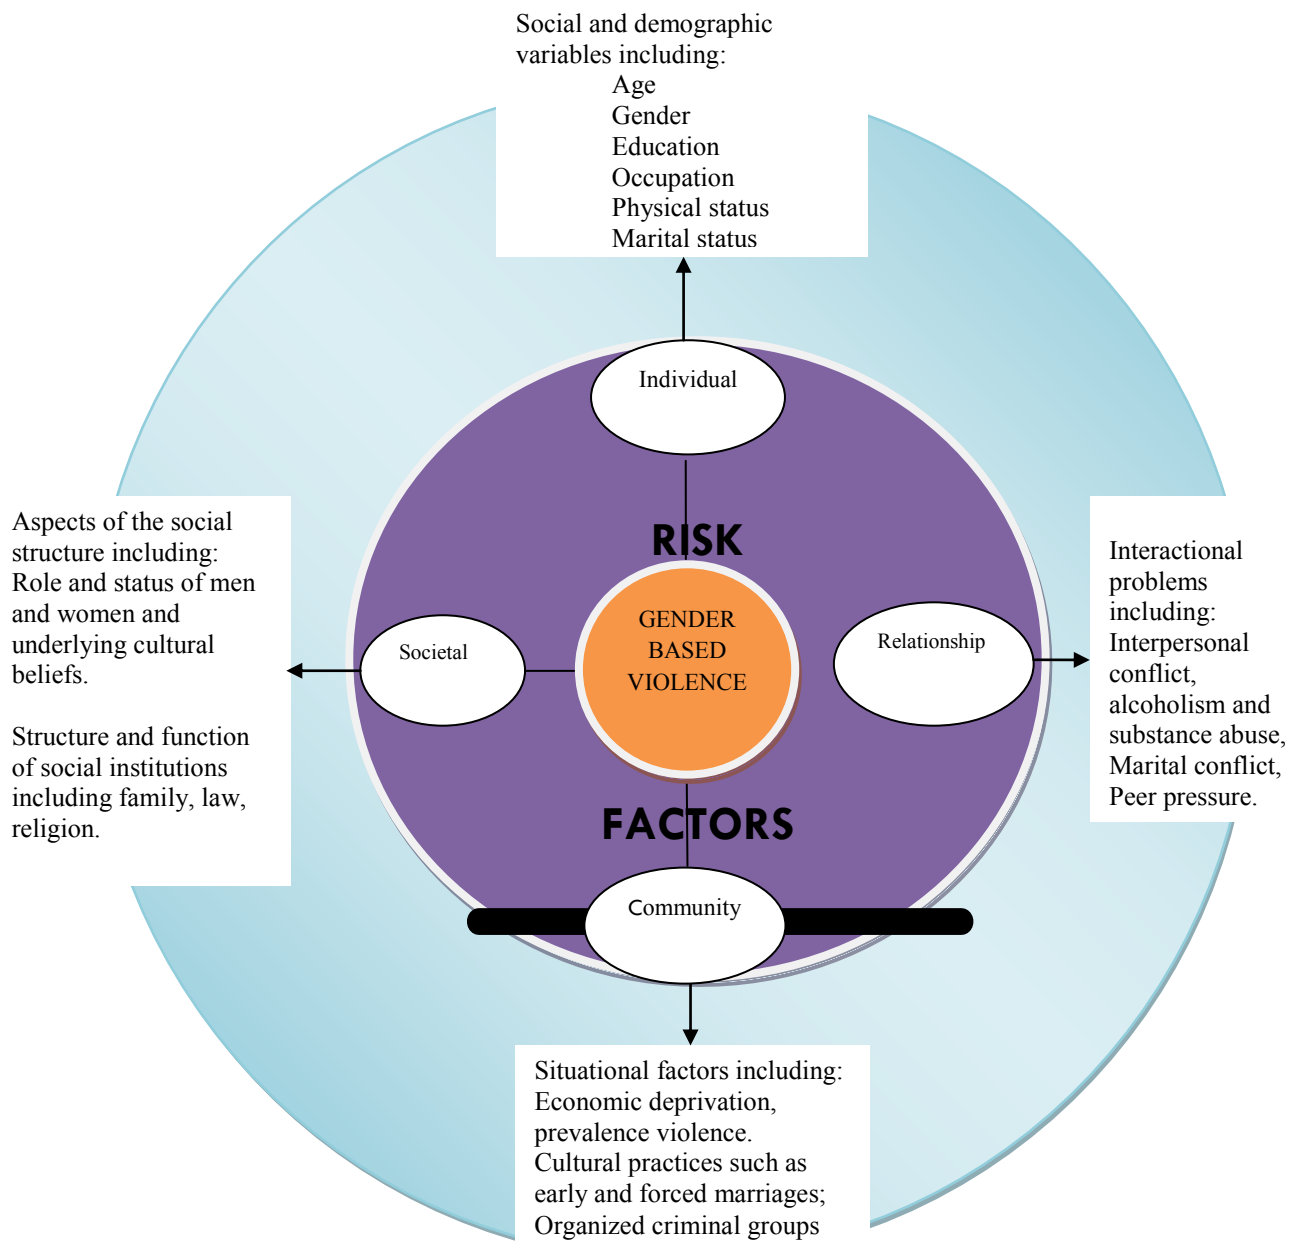 Social and demographic
variables including:
Age
Gender
Education
Occupation
Physical status
Marital status
Individual
RISK
Aspects of the social
structure including:
Role and status of men
and women and
underlying cultural
beliefs.
Structure and function
of social institutions
including family, law,
religion.
Societal
GENDER
BASED
VIOLENCE
Relationship
Interactional
problems
including:
Interpersonal
conflict,
alcoholism and
substance abuse,
Marital conflict,
Peer pressure.
FACTORS
Community
Situational factors including:
Economic deprivation,
prevalence violence.
Cultural practices such as
early and forced marriages;
Organized criminal groups